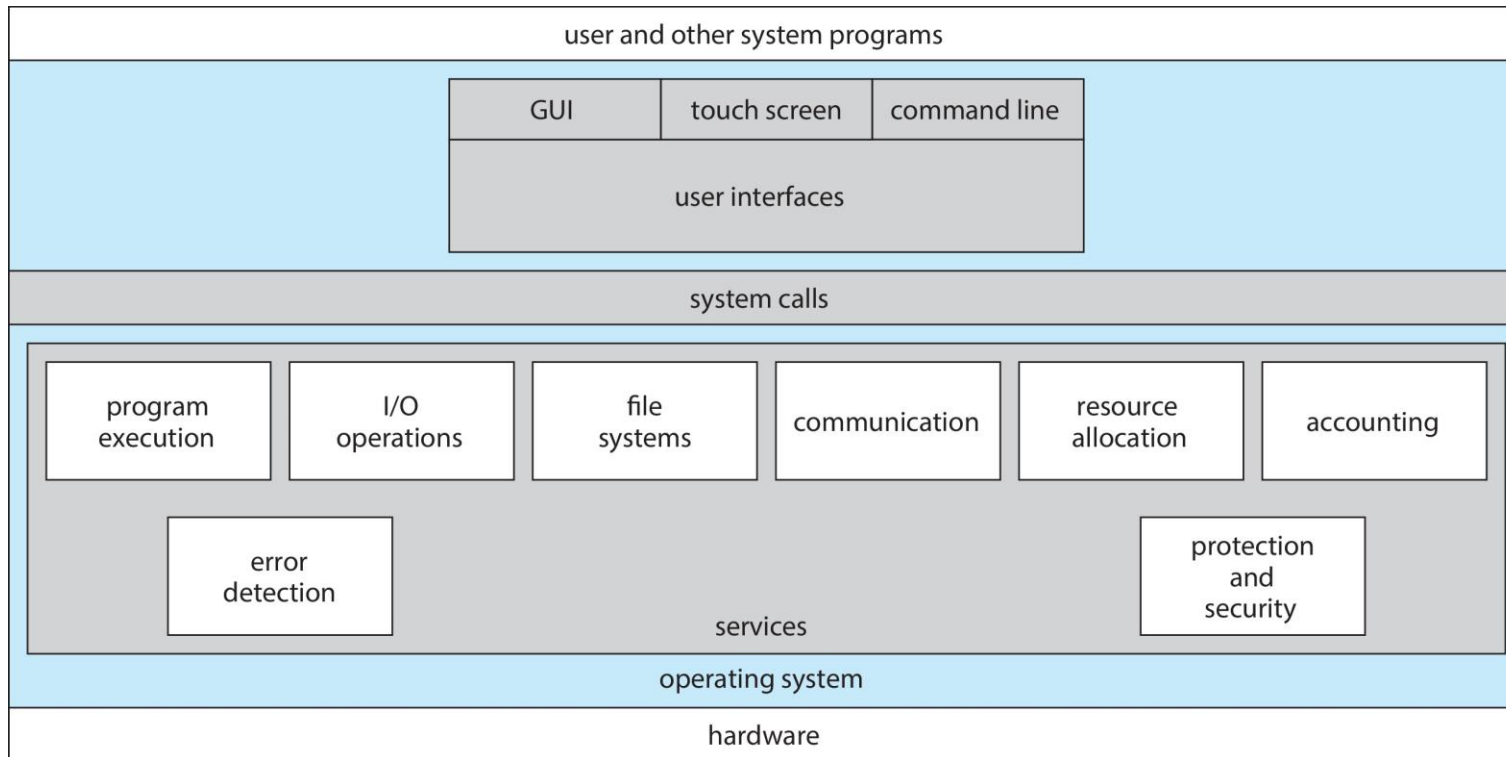 user and other system programs
GUI
touch screen
command line
user interfaces
system calls
program
execution
I/O
operations
file
systems
communication
resource
allocation
accounting
error
detection
protection
and
security
services
operating system
hardware